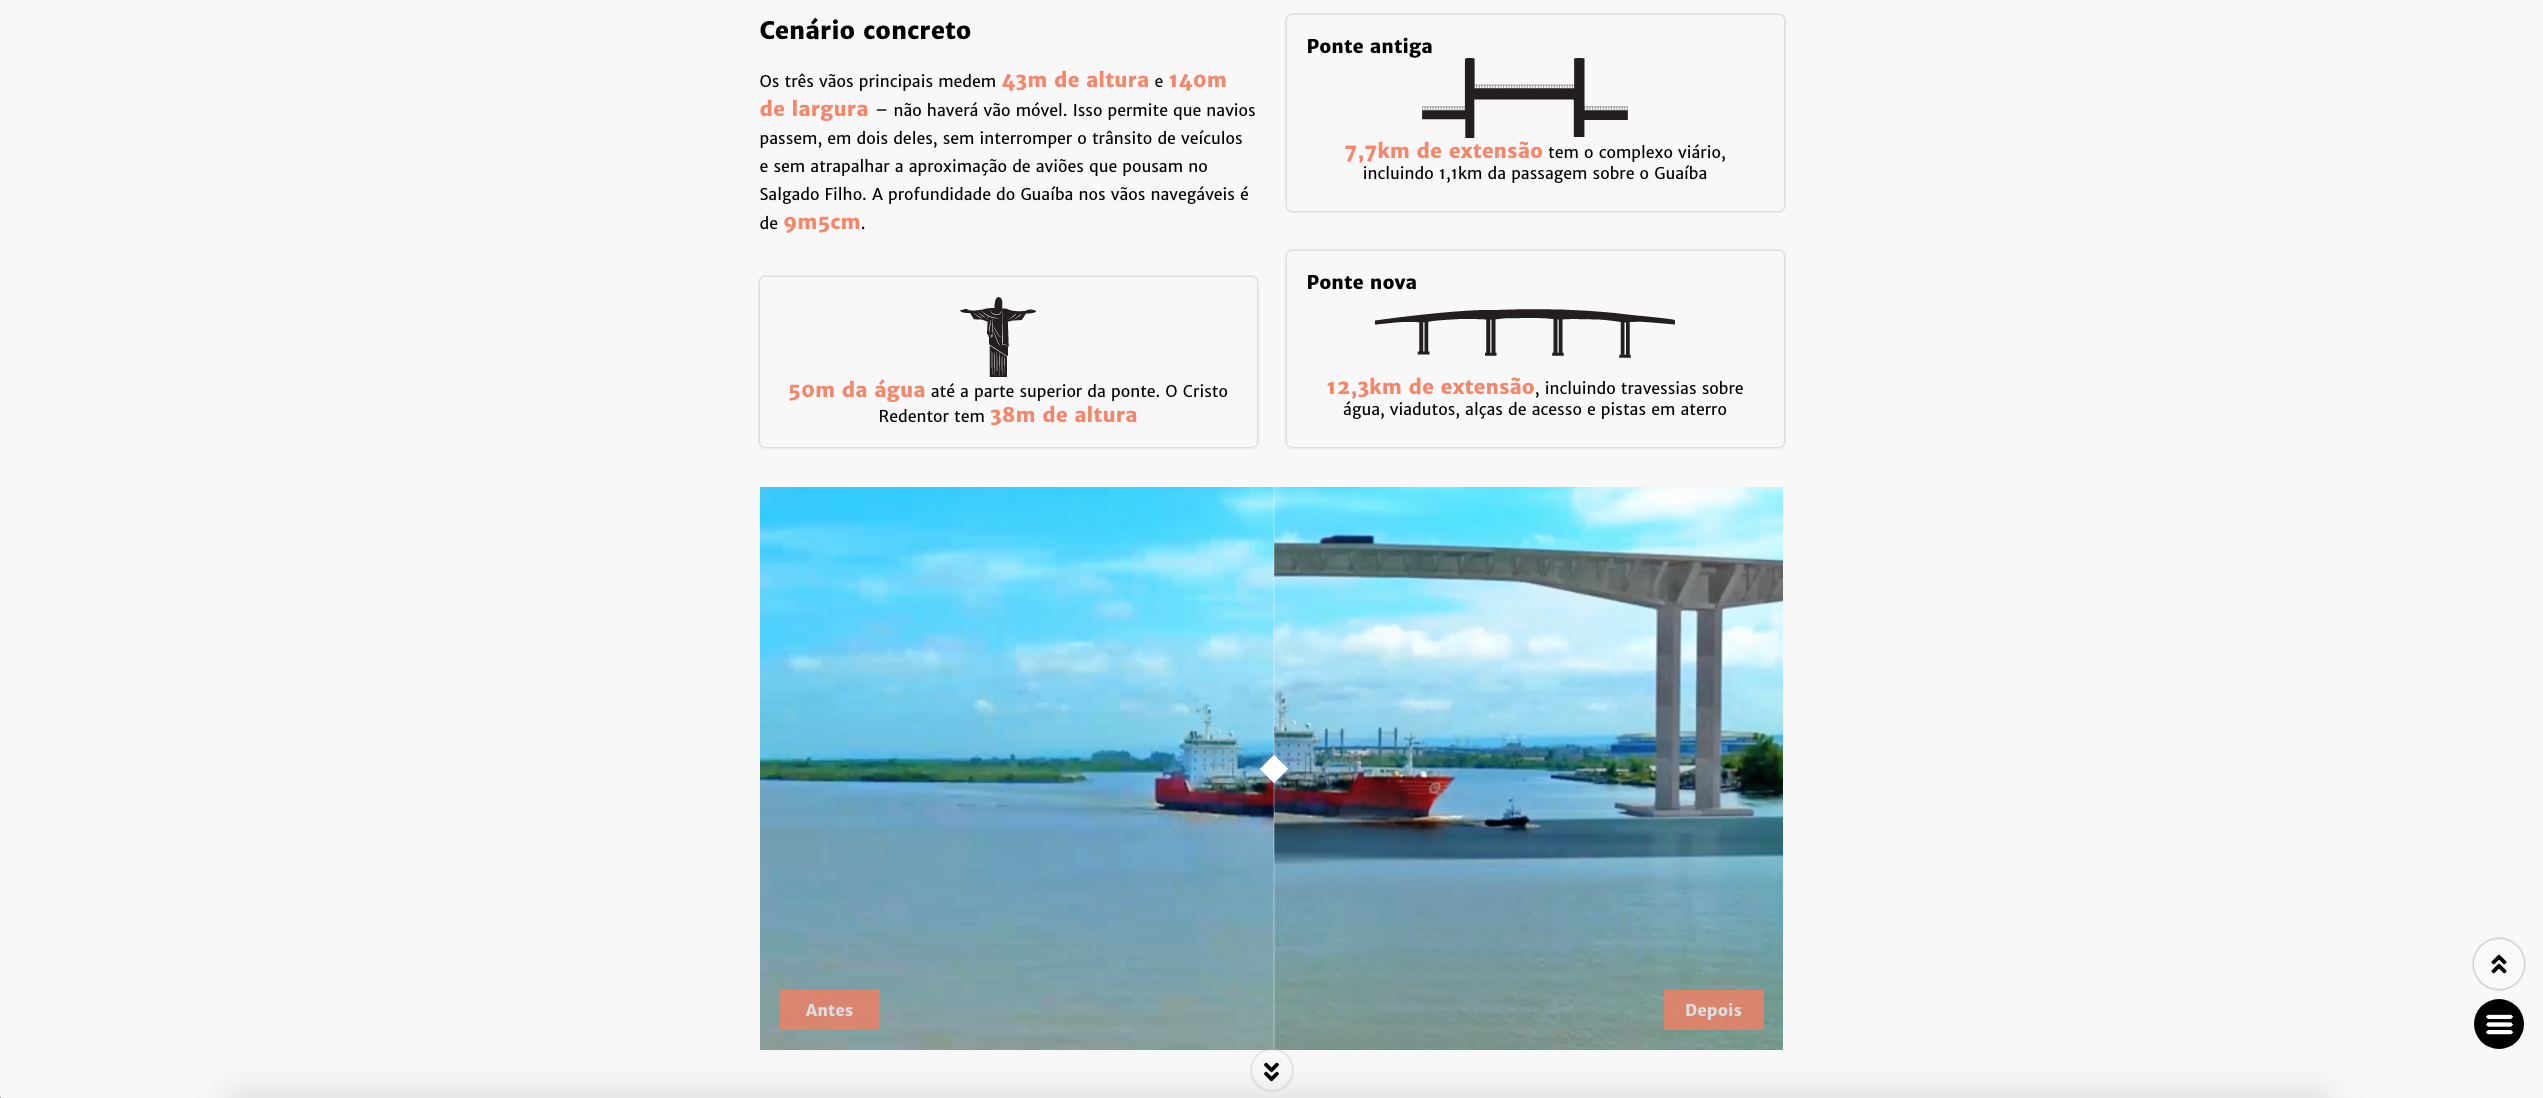 Cenário concreto
Os três vãos principais medem 43m de altura e 140m
de largura – não haverá vão móvel. Isso permite que navios
passem, em dois deles, sem interromper o trânsito de veículos
e sem atrapalhar a aproximação de aviões que pousam no
Salgado Filho. A profundidade do Guaíba nos vãos navegáveis é
de 9m5cm.
50m da água até a parte superior da ponte. O Cristo
Redentor tem 38m de altura
Ponte antiga
7,7km de extensão tem o complexo viário,
incluindo 1,1km da passagem sobre o Guaíba
Ponte nova
12,3km de extensão, incluindo travessias sobre
água, viadutos, alças de acesso e pistas em aterro
Antes
Depois